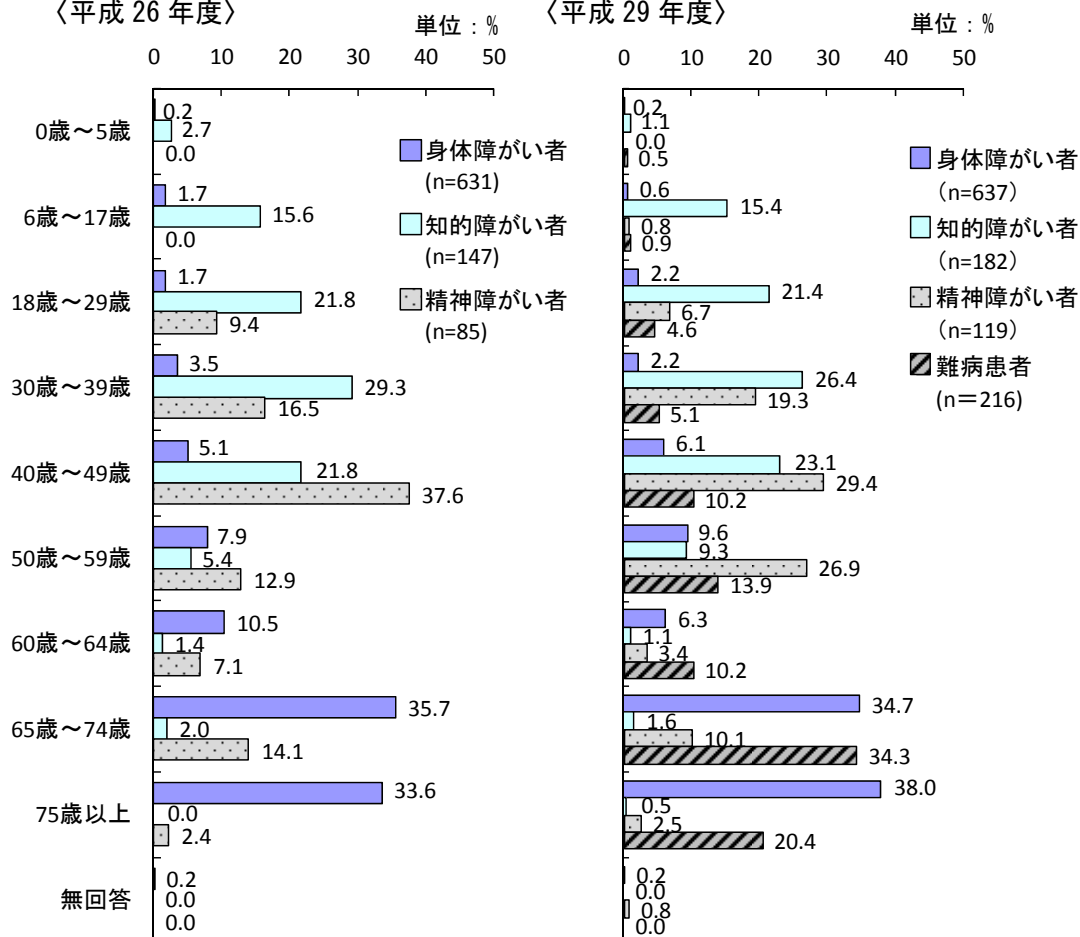 〈平成 26 年度〉
単位：%
0 10 20 30 40 50
0歳～5歳
0.2
2.7
0.0
6歳～17歳
1.7
15.6
0.0
18歳～29歳
1.7
21.8
9.4
30歳～39歳
3.5
29.3
16.5
40歳～49歳
5.1
21.8
37.6
50歳～59歳
7.9
5.4
12.9
60歳～64歳
10.5
1.4
7.1
65歳～74歳
35.7
2.0
14.1
75歳以上
33.6
0.0
2.4
無回答
0.2
0.0
0.0
身体障がい者
(n=631)
知的障がい者
(n=147)
精神障がい者
(n=85)
〈平成 29 年度〉
単位：%
0 10 20 30 40 50
0.2
1.1
0.0
0.5
0.6
15.4
0.8
0.9
2.2
21.4
6.7
4.6
2.2
26.4
19.3
5.1
6.1
23.1
29.4
10.2
9.6
9.3
26.9
13.9
6.3
1.1
3.4
10.2
34.7
1.6
10.1
34.3
38.0
0.5
2.5
20.4
0.2
0.0
0.8
0.0
身体障がい者
（n=637）
知的障がい者
（n=182）
精神障がい者
（n=119）
難病患者
(n＝216)